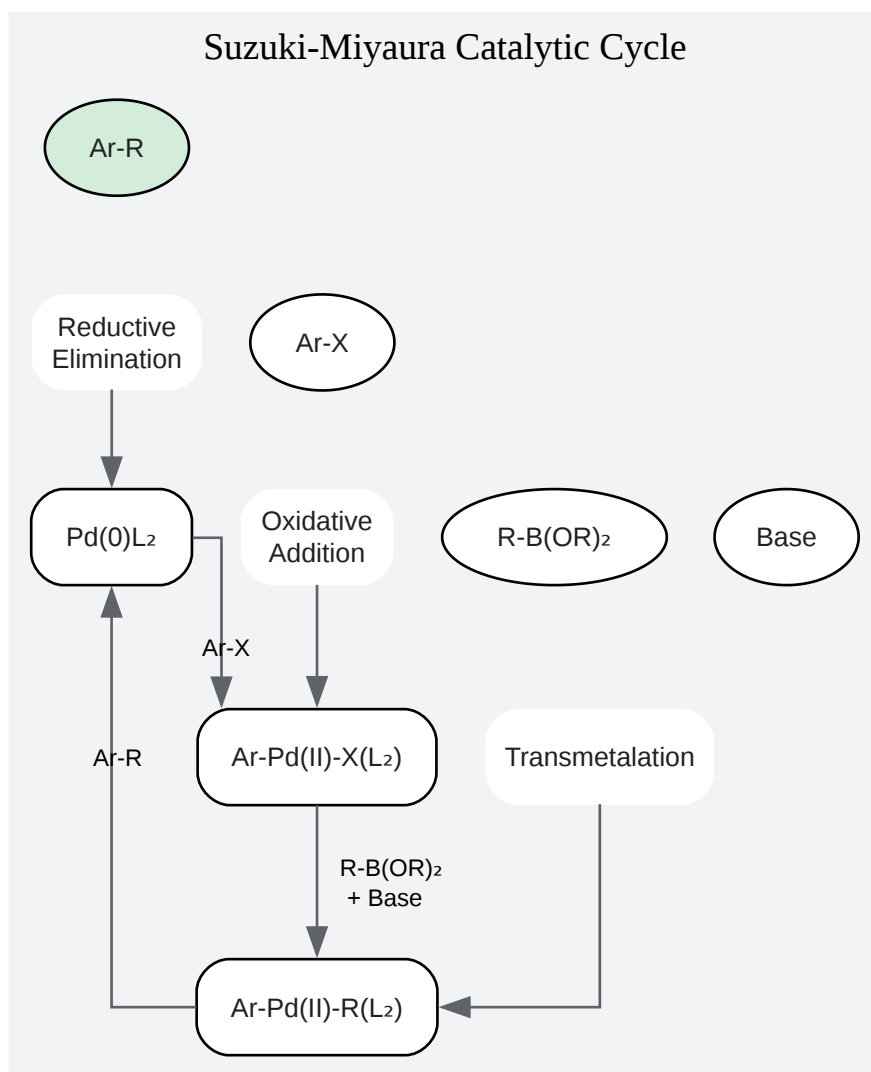 Suzuki-Miyaura Catalytic Cycle
Ar-R
Reductive
Elimination
Ar-X
Pd(0)L₂
Oxidative
Addition
R-B(OR)₂
Base
Ar-X
Ar-R
Ar-Pd(II)-X(L₂)
Transmetalation
R-B(OR)₂
+ Base
Ar-Pd(II)-R(L₂)